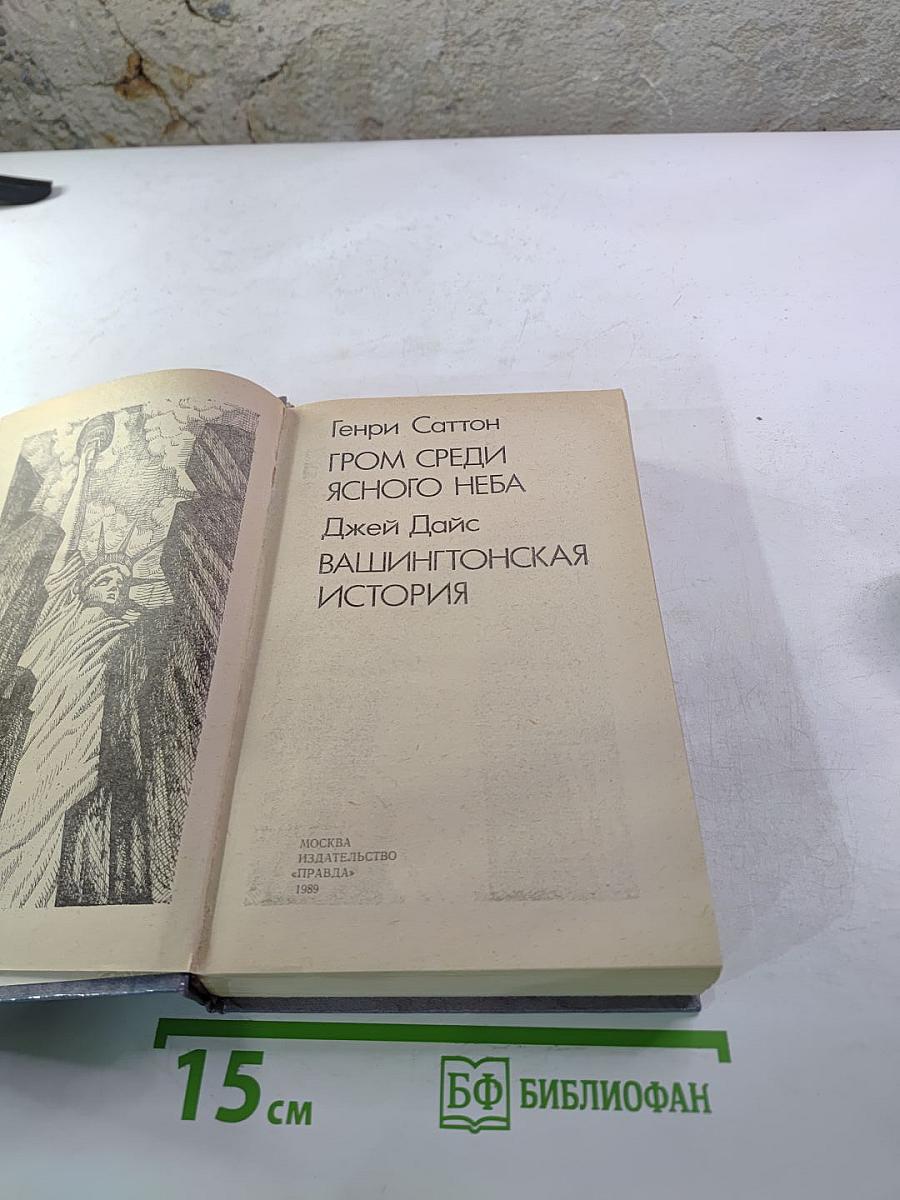 Генри Саттон
ГРОМ СРЕДИ
ЯСНОГО НЕБА
Джей Дайс
ВАШИНГТОНСКАЯ
ИСТОРИЯ
МОСКВА
ИЗДАТЕЛЬСТВО
«ПРАВДА»
1989
15 см
БФ БИБЛИОФАН